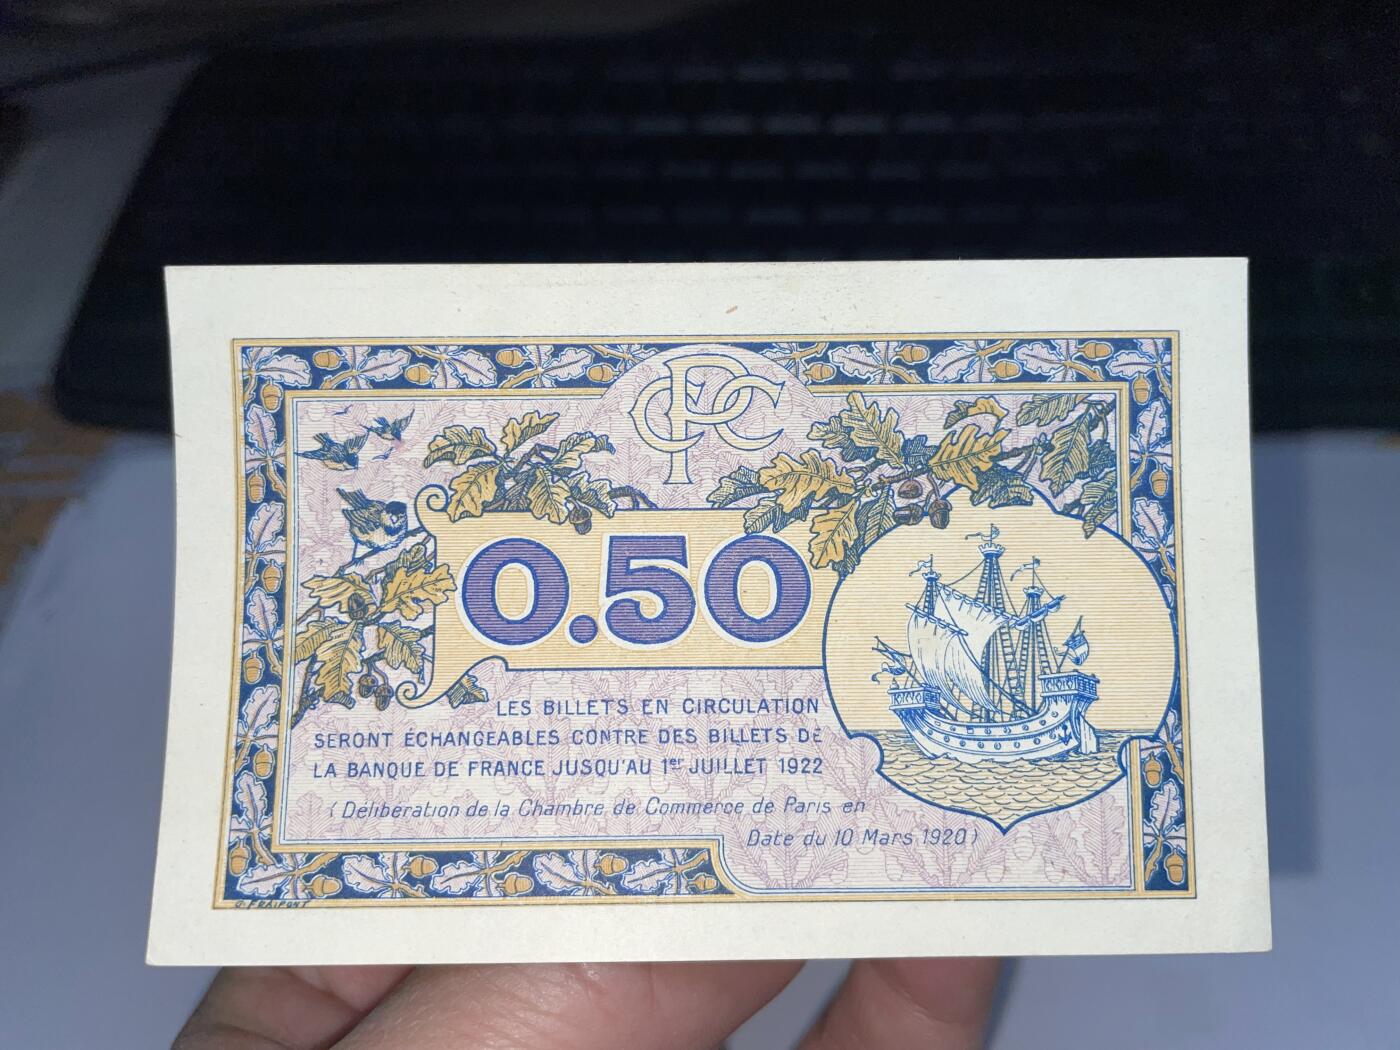 CPC
0.50
LES BILLETS EN CIRCULATION
SERONT ÉCHANGEABLES CONTRE DES BILLETS DE
LA BANQUE DE FRANCE JUSQU'AU 1er JUILLET 1922
(Délibération de la Chambre de Commerce de Paris en
Date du 10 Mars 1920)
G. FRAIPONT